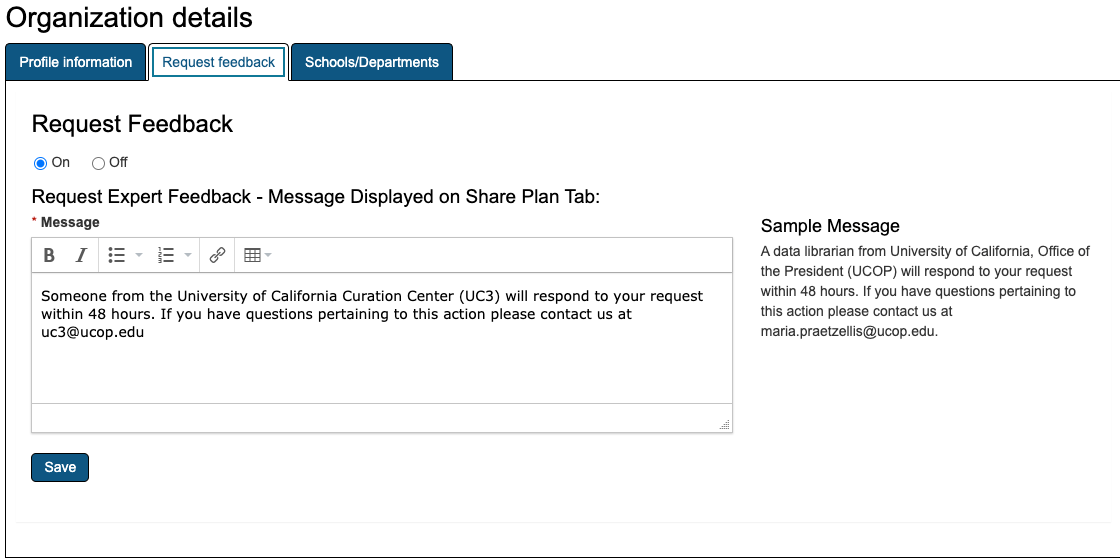 Organization details
Profile information
Request feedback
Schools/Departments
Request Feedback
On
Off
Request Expert Feedback - Message Displayed on Share Plan Tab:
* Message
B I
Someone from the University of California Curation Center (UC3) will respond to your request
within 48 hours. If you have questions pertaining to this action please contact us at
uc3@ucop.edu
Sample Message
A data librarian from University of California, Office of
the President (UCOP) will respond to your request
within 48 hours. If you have questions pertaining to
this action please contact us at
maria.praetzellis@ucop.edu.
Save